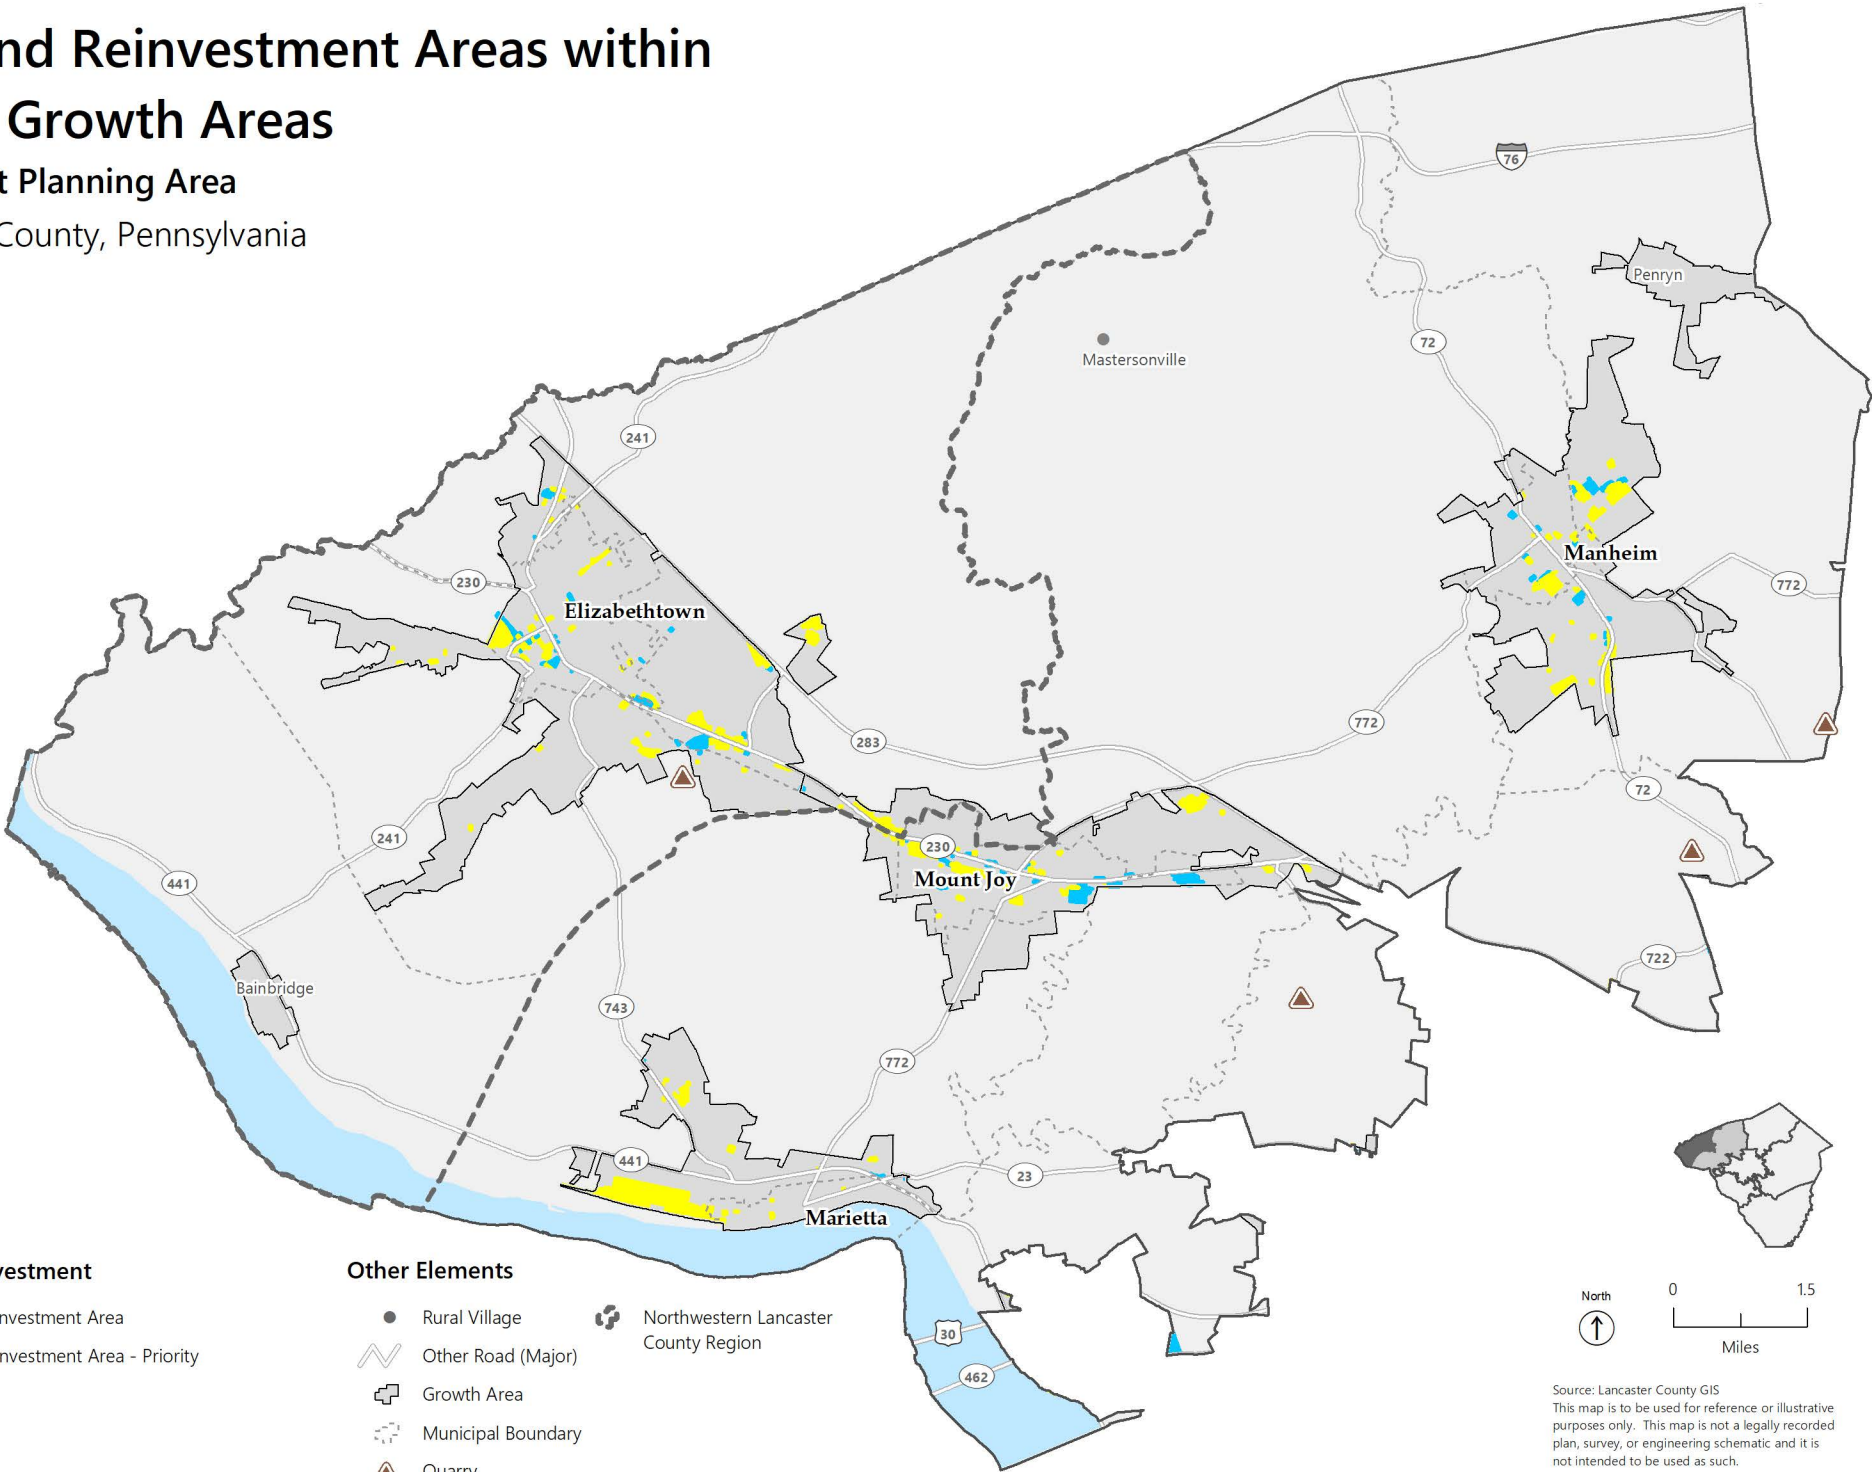 nd Reinvestment Areas within
Growth Areas
t Planning Area
County, Pennsylvania
76
Penryn
72
Mastersonville
241
Manheim
772
230
Elizabethtown
772
283
72
241
230
Mount Joy
441
722
Bainbridge
743
772
441
23
Marietta
30
462
vestment
nvestment Area
nvestment Area - Priority
Other Elements
Rural Village
Other Road (Major)
Growth Area
Municipal Boundary
Quarry
Northwestern Lancaster
County Region
North
0 1.5
Miles
Source: Lancaster County GIS
This map is to be used for reference or illustrative
purposes only. This map is not a legally recorded
plan, survey, or engineering schematic and it is
not intended to be used as such.